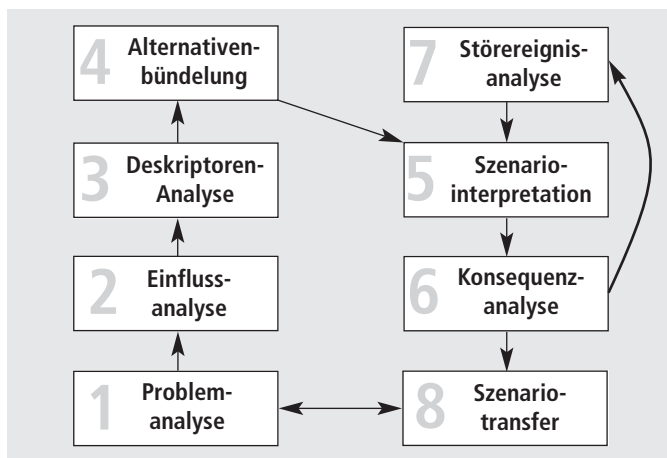 4 Alternativen-
bündelung
7 Störereignis-
analyse
3 Deskriptoren-
Analyse
5 Szenario-
interpretation
2 Einfluss-
analyse
6 Konsequenz-
analyse
1 Problem-
analyse
8 Szenario-
transfer